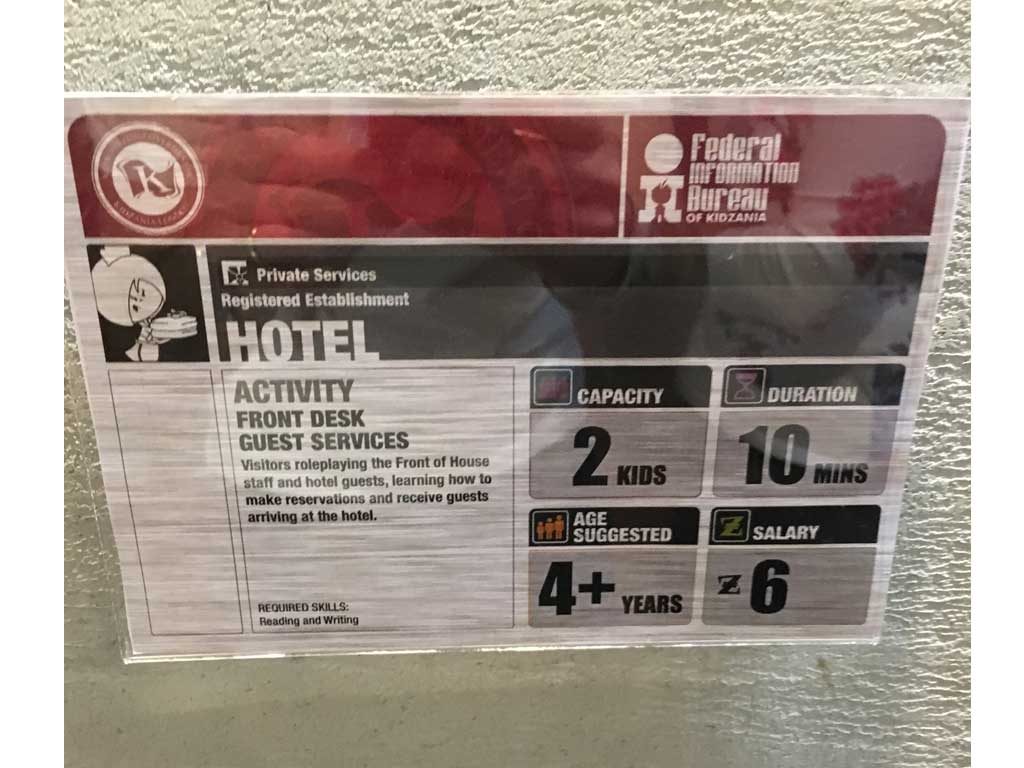 K
KIDZANIA
Federal
INFORMATION
Bureau
OF KIDZANIA
Private Services
Registered Establishment
HOTEL
ACTIVITY
FRONT DESK
GUEST SERVICES
Visitors roleplaying the Front of House
staff and hotel guests, learning how to
make reservations and receive guests
arriving at the hotel.
REQUIRED SKILLS:
Reading and Writing
CAPACITY
2 KIDS
DURATION
10 MINS
AGE
SUGGESTED
4+ YEARS
SALARY
Z 6